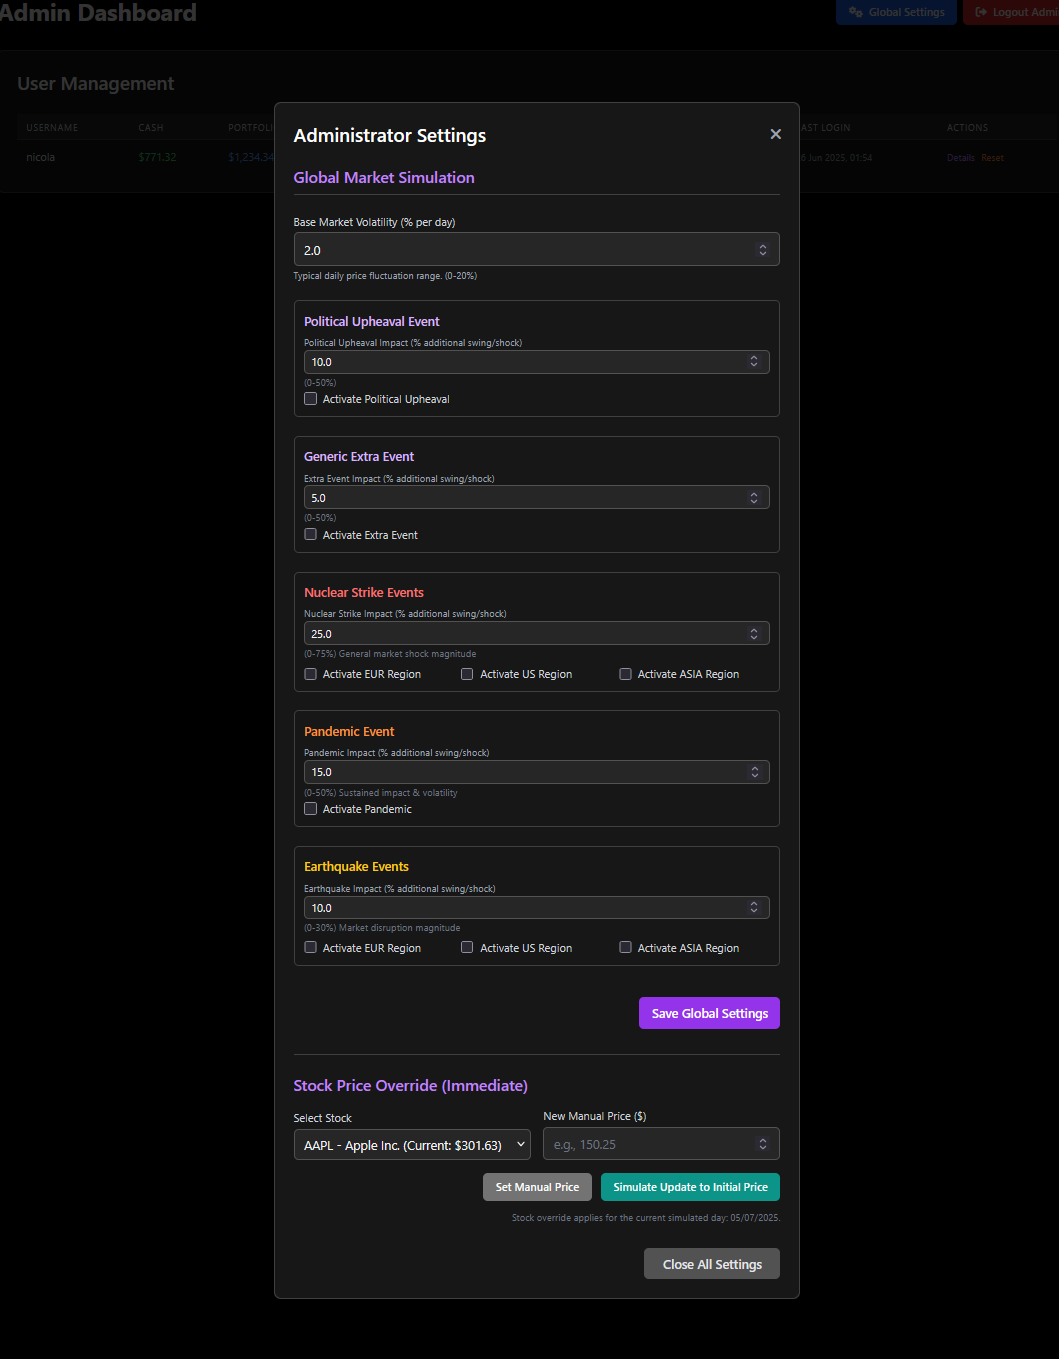 Admin Dashboard
Global Settings
Logout Admi
User Management
USERNAME CASH PORTFOLI AST LOGIN ACTIONS
nicola $771.32 $1,234.34 6 Jun 2025, 01:54 Details Reset
Administrator Settings
Global Market Simulation
Base Market Volatility (% per day)
2.0
Typical daily price fluctuation range. (0-20%)
Political Upheaval Event
Political Upheaval Impact (% additional swing/shock)
10.0
(0-50%)
Activate Political Upheaval
Generic Extra Event
Extra Event Impact (% additional swing/shock)
5.0
(0-50%)
Activate Extra Event
Nuclear Strike Events
Nuclear Strike Impact (% additional swing/shock)
25.0
(0-75%) General market shock magnitude
Activate EUR Region Activate US Region Activate ASIA Region
Pandemic Event
Pandemic Impact (% additional swing/shock)
15.0
(0-50%) Sustained impact & volatility
Activate Pandemic
Earthquake Events
Earthquake Impact (% additional swing/shock)
10.0
(0-30%) Market disruption magnitude
Activate EUR Region Activate US Region Activate ASIA Region
Save Global Settings
Stock Price Override (Immediate)
Select Stock New Manual Price ($)
AAPL - Apple Inc. (Current: $301.63) e.g., 150.25
Set Manual Price Simulate Update to Initial Price
Stock override applies for the current simulated day: 05/07/2025.
Close All Settings